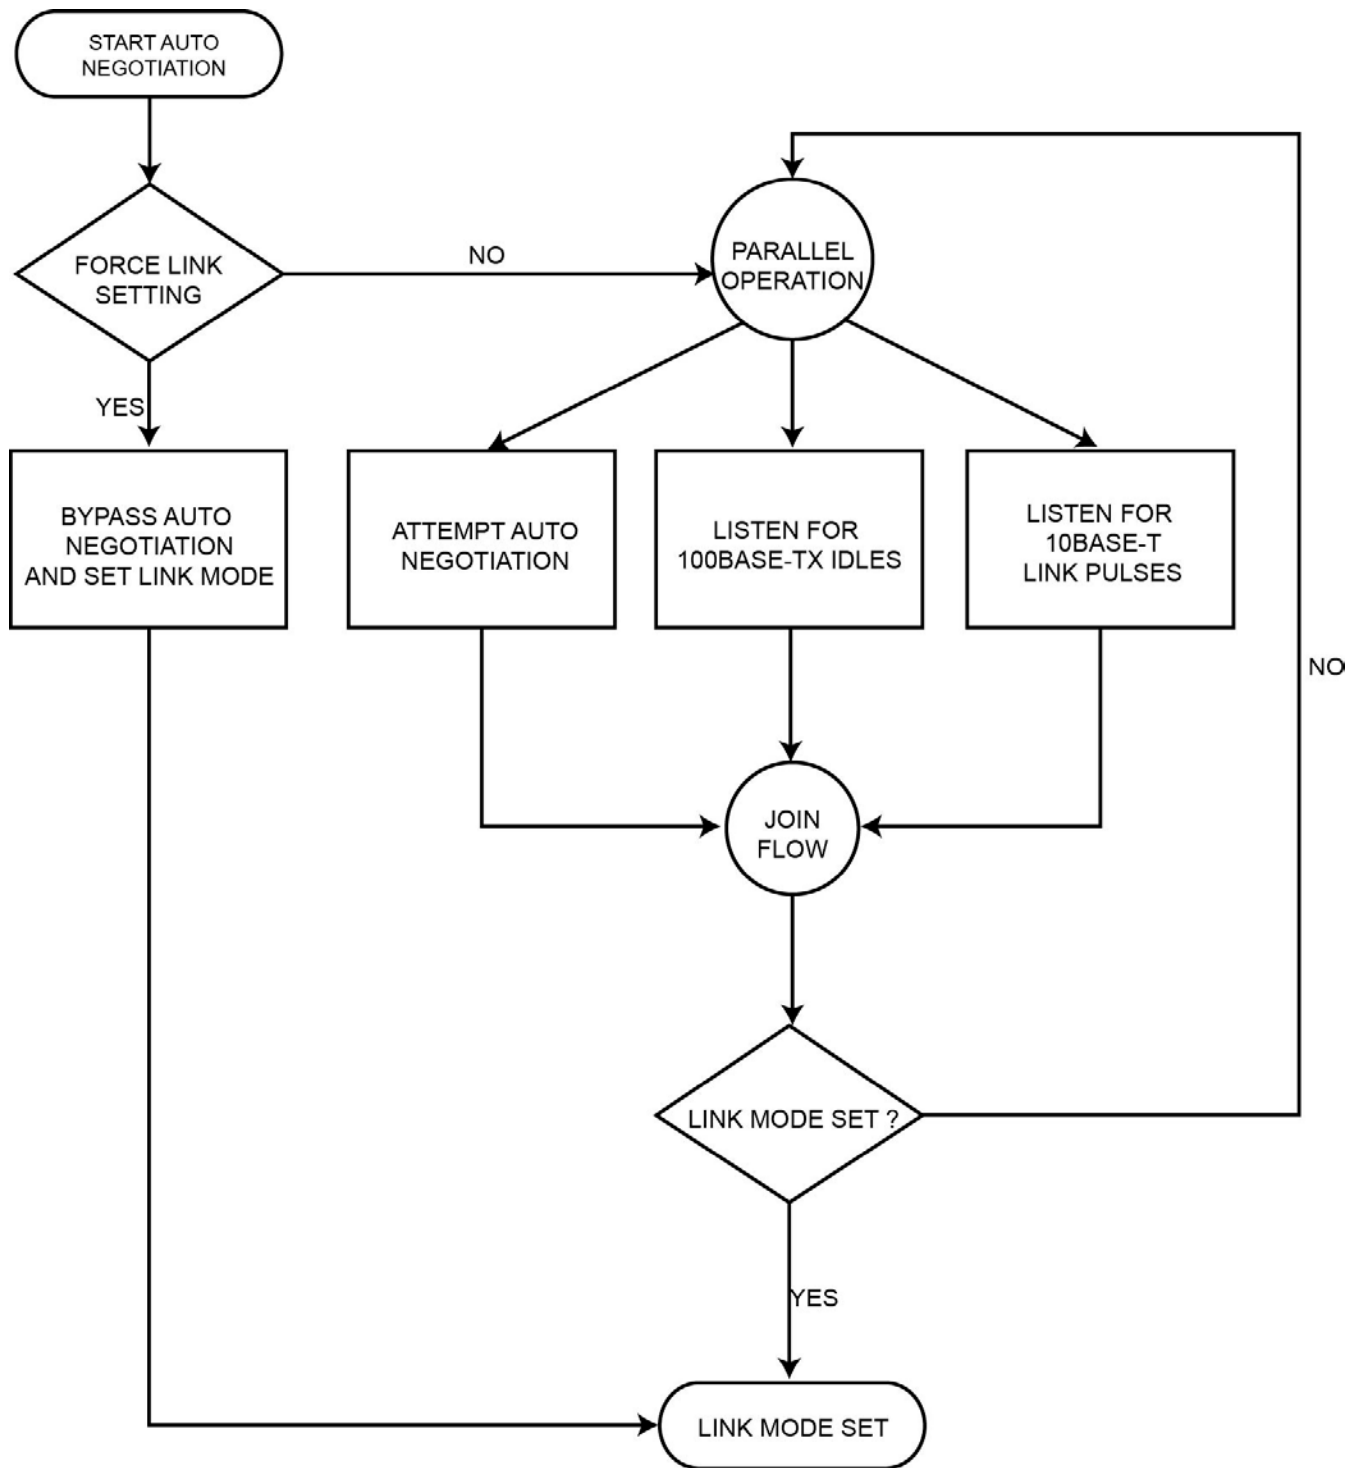 START AUTO
NEGOTIATION
FORCE LINK
SETTING
NO
PARALLEL
OPERATION
YES
BYPASS AUTO
NEGOTIATION
AND SET LINK MODE
ATTEMPT AUTO
NEGOTIATION
LISTEN FOR
100BASE-TX IDLES
LISTEN FOR
10BASE-T
LINK PULSES
NO
JOIN
FLOW
LINK MODE SET ?
YES
LINK MODE SET